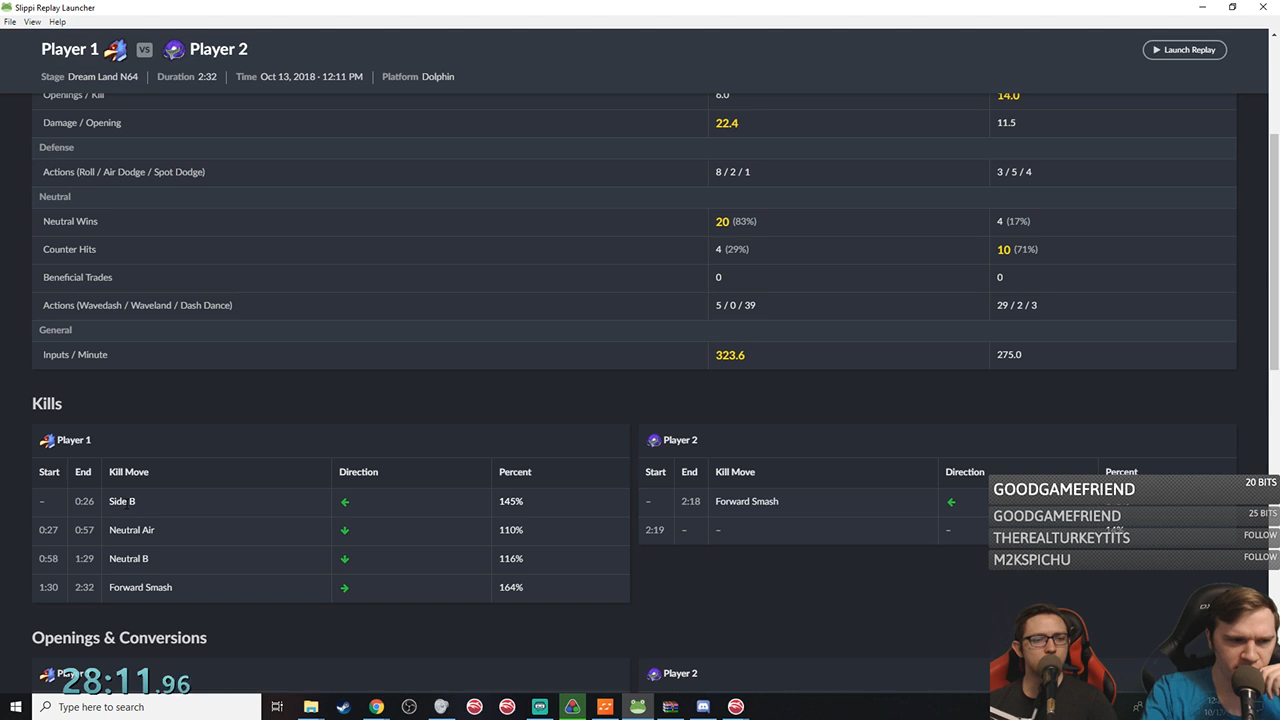 Slippi Replay Launcher
File View Help
Player 1 VS Player 2
Launch Replay
Stage Dream Land N64 Duration 2:32 Time Oct 13, 2018 · 12:11 PM Platform Dolphin
Openings / Kill 6.0 14.0
Damage / Opening 22.4 11.5
Defense
Actions (Roll / Air Dodge / Spot Dodge) 8 / 2 / 1 3 / 5 / 4
Neutral
Neutral Wins 20 (83%) 4 (17%)
Counter Hits 4 (29%) 10 (71%)
Beneficial Trades 0 0
Actions (Wavedash / Waveland / Dash Dance) 5 / 0 / 39 29 / 2 / 3
General
Inputs / Minute 323.6 275.0
Kills
Player 1
Start End Kill Move Direction Percent
– 0:26 Side B 145%
0:27 0:57 Neutral Air 110%
0:58 1:29 Neutral B 116%
1:30 2:32 Forward Smash 164%
Player 2
Start End Kill Move Direction Percent
– 2:18 Forward Smash
2:19 – – –
GOODGAMEFRIEND 20 BITS
GOODGAMEFRIEND 25 BITS
THEREALTURKEYTITS FOLLOW
M2KSPICHU FOLLOW
Openings & Conversions
Player 2
28:11.96
Type here to search